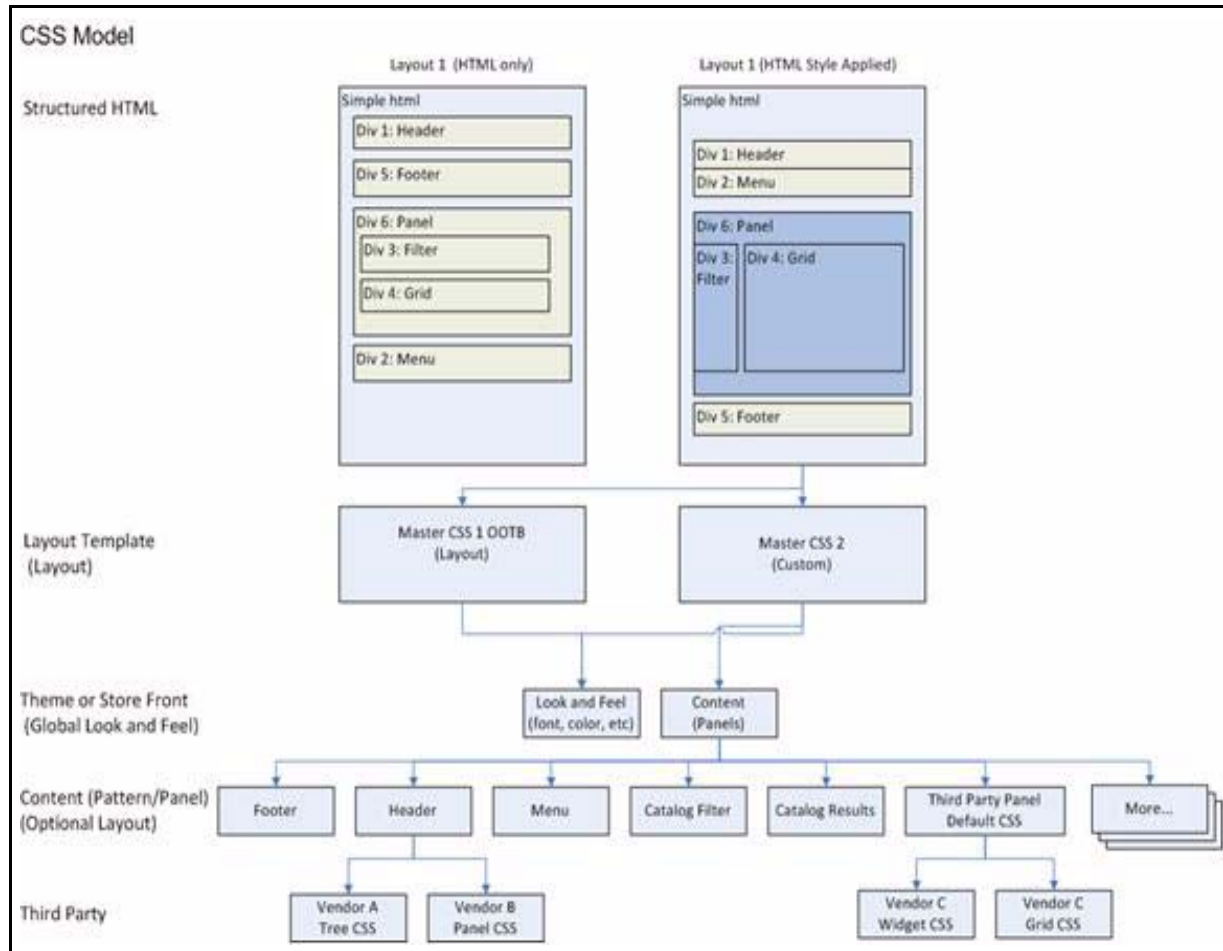 CSS Model
Layout 1 (HTML only)
Layout 1 (HTML Style Applied)
Structured HTML
Simple html
Div 1: Header
Div 5: Footer
Div 6: Panel
Div 3: Filter
Div 4: Grid
Div 2: Menu
Simple html
Div 1: Header
Div 2: Menu
Div 6: Panel
Div 3:
Filter
Div 4: Grid
Div 5: Footer
Layout Template
(Layout)
Master CSS 1 OOTB
(Layout)
Master CSS 2
(Custom)
Theme or Store Front
(Global Look and Feel)
Look and Feel
(font, color, etc)
Content
(Panels)
Content (Pattern/Panel)
(Optional Layout)
Footer
Header
Menu
Catalog Filter
Catalog Results
Third Party Panel
Default CSS
More...
Third Party
Vendor A
Tree CSS
Vendor B
Panel CSS
Vendor C
Widget CSS
Vendor C
Grid CSS